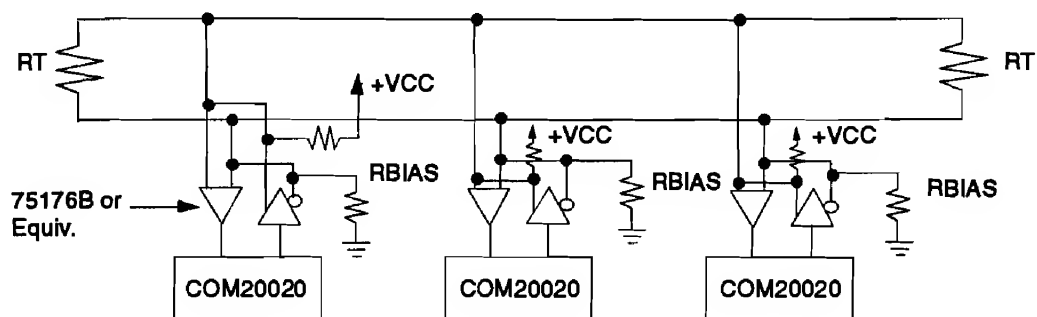 RT
RT
+VCC
+VCC
+VCC
RBIAS
RBIAS
RBIAS
75176B or
Equiv.
COM20020
COM20020
COM20020